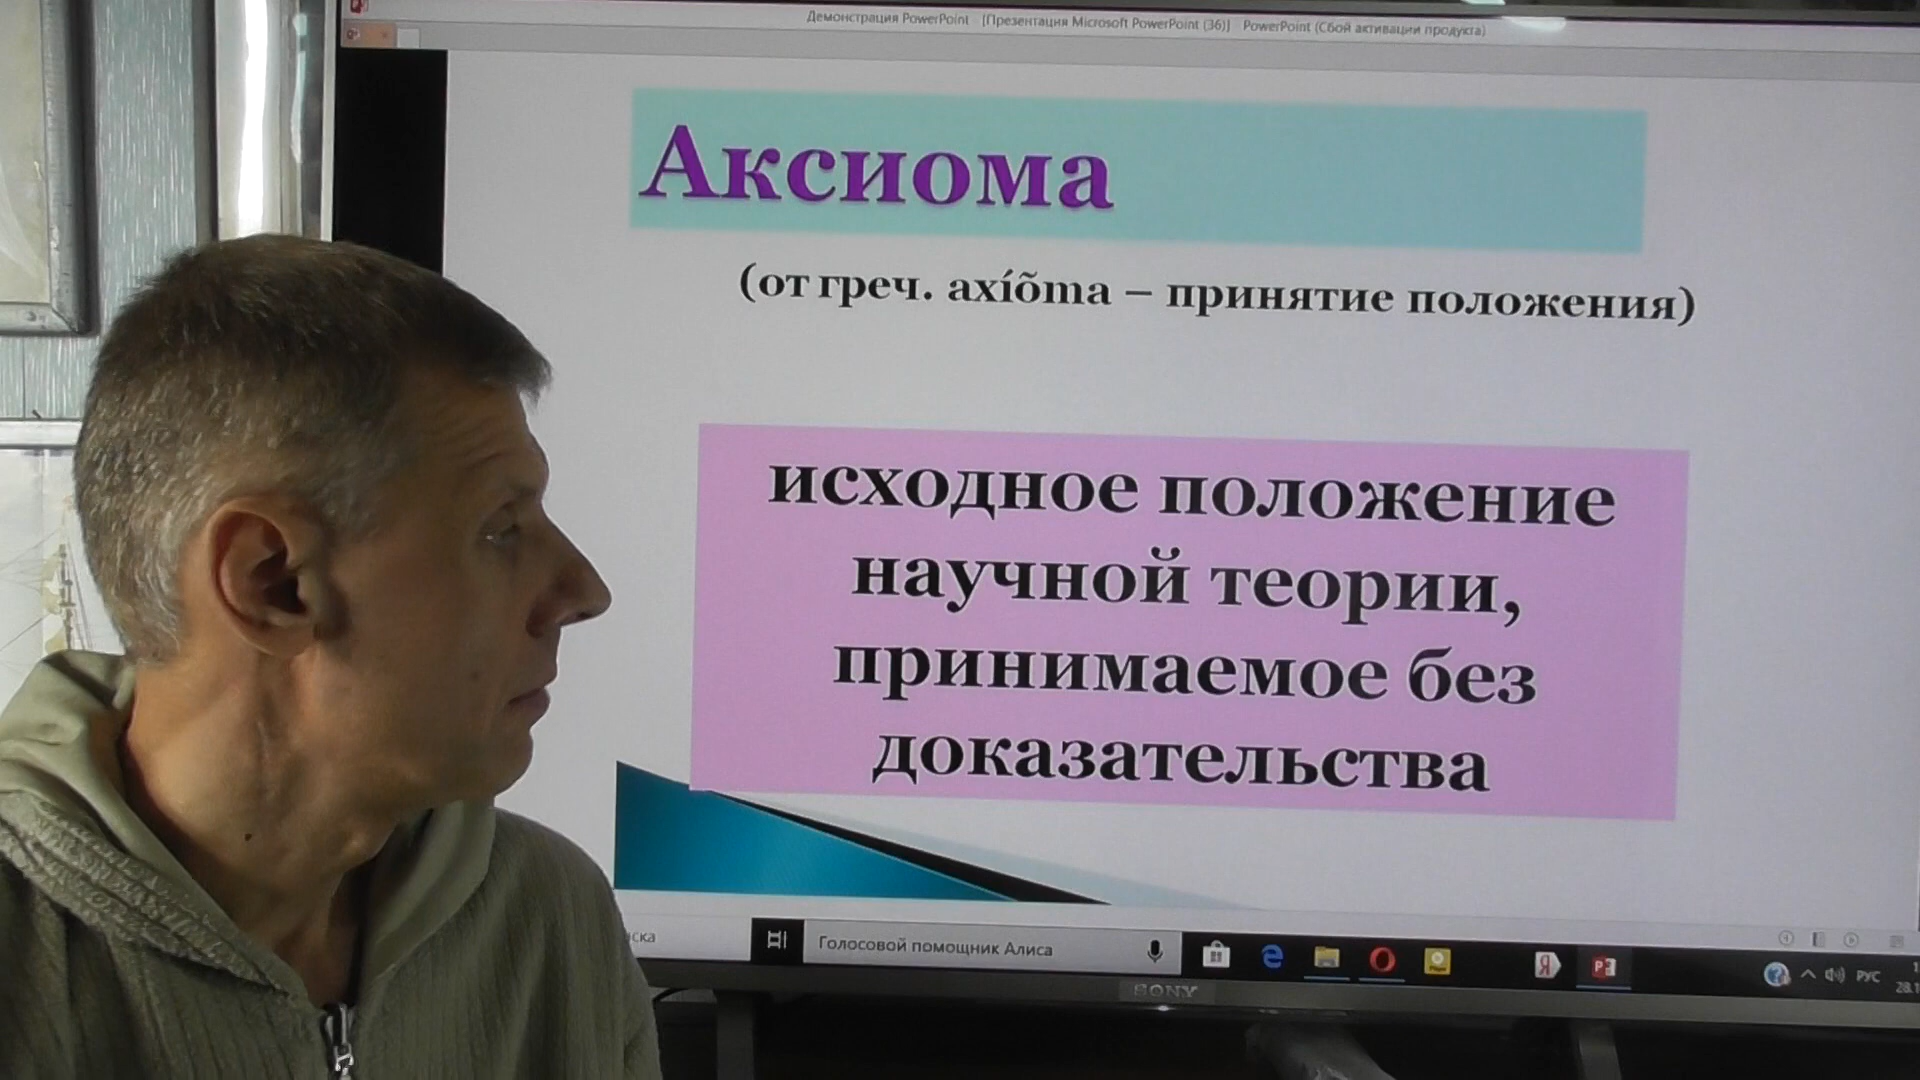 Демонстрация PowerPoint - [Презентация Microsoft PowerPoint (36)] - PowerPoint (Сбой активации продукта)
Аксиома
(от греч. axíõma – принятие положения)
исходное положение
научной теории,
принимаемое без
доказательства
Голосовой помощник Алиса
РУС
SONY